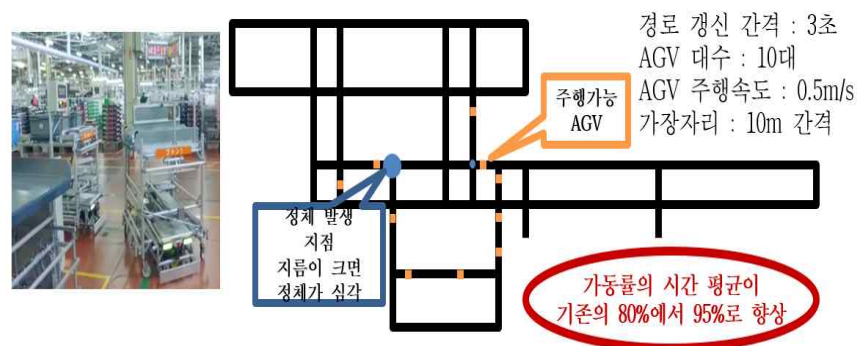 경로 갱신 간격 : 3초
AGV 대수 : 10대
AGV 주행속도 : 0.5m/s
가장자리 : 10m 간격
주행가능
AGV
정체 발생
지점
지름이 크면
정체가 심각
가동률의 시간 평균이
기존의 80%에서 95%로 향상